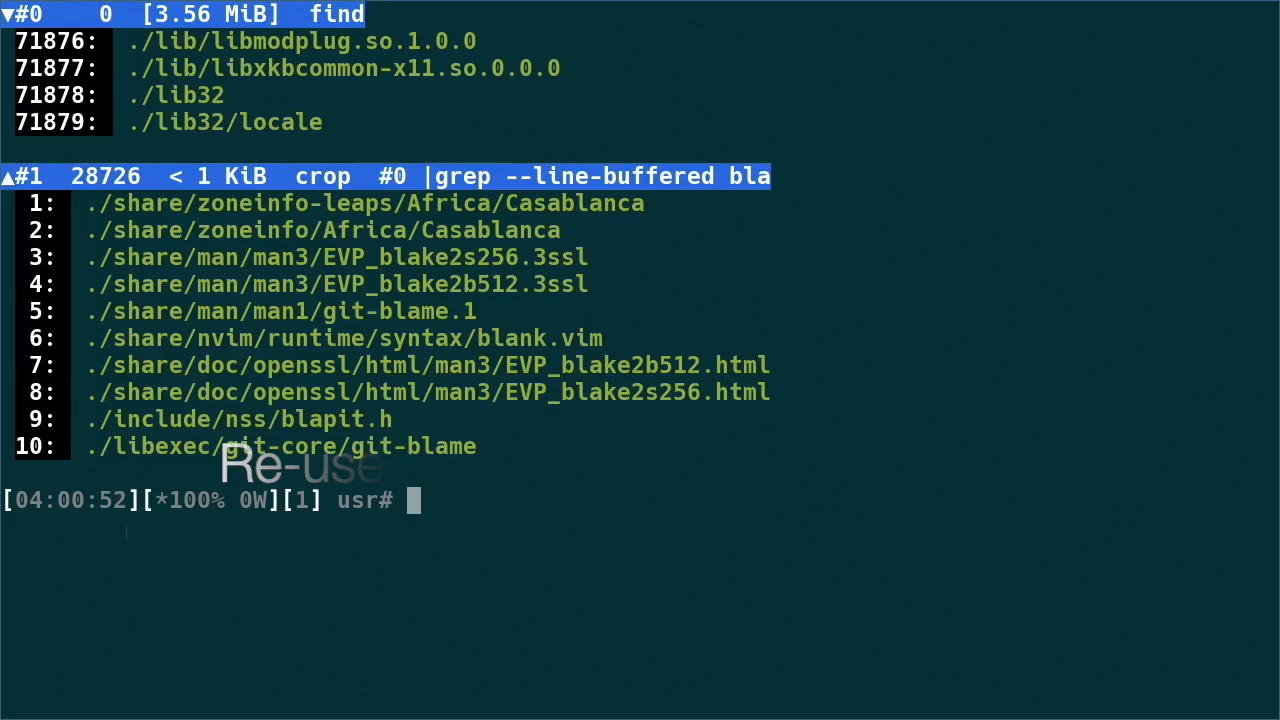 ▼#0    0  [3.56 MiB]  find
71876:  ./lib/libmodplug.so.1.0.0
71877:  ./lib/libxkbcommon-x11.so.0.0.0
71878:  ./lib32
71879:  ./lib32/locale
▲#1  28726  < 1 KiB  crop  #0 |grep --line-buffered bla
1:  ./share/zoneinfo-leaps/Africa/Casablanca
2:  ./share/zoneinfo/Africa/Casablanca
3:  ./share/man/man3/EVP_blake2s256.3ssl
4:  ./share/man/man3/EVP_blake2b512.3ssl
5:  ./share/man/man1/git-blame.1
6:  ./share/nvim/runtime/syntax/blank.vim
7:  ./share/doc/openssl/html/man3/EVP_blake2b512.html
8:  ./share/doc/openssl/html/man3/EVP_blake2s256.html
9:  ./include/nss/blapit.h
10:  ./libexec/git-core/git-blame
Re-use
[04:00:52][*100% 0W][1] usr#